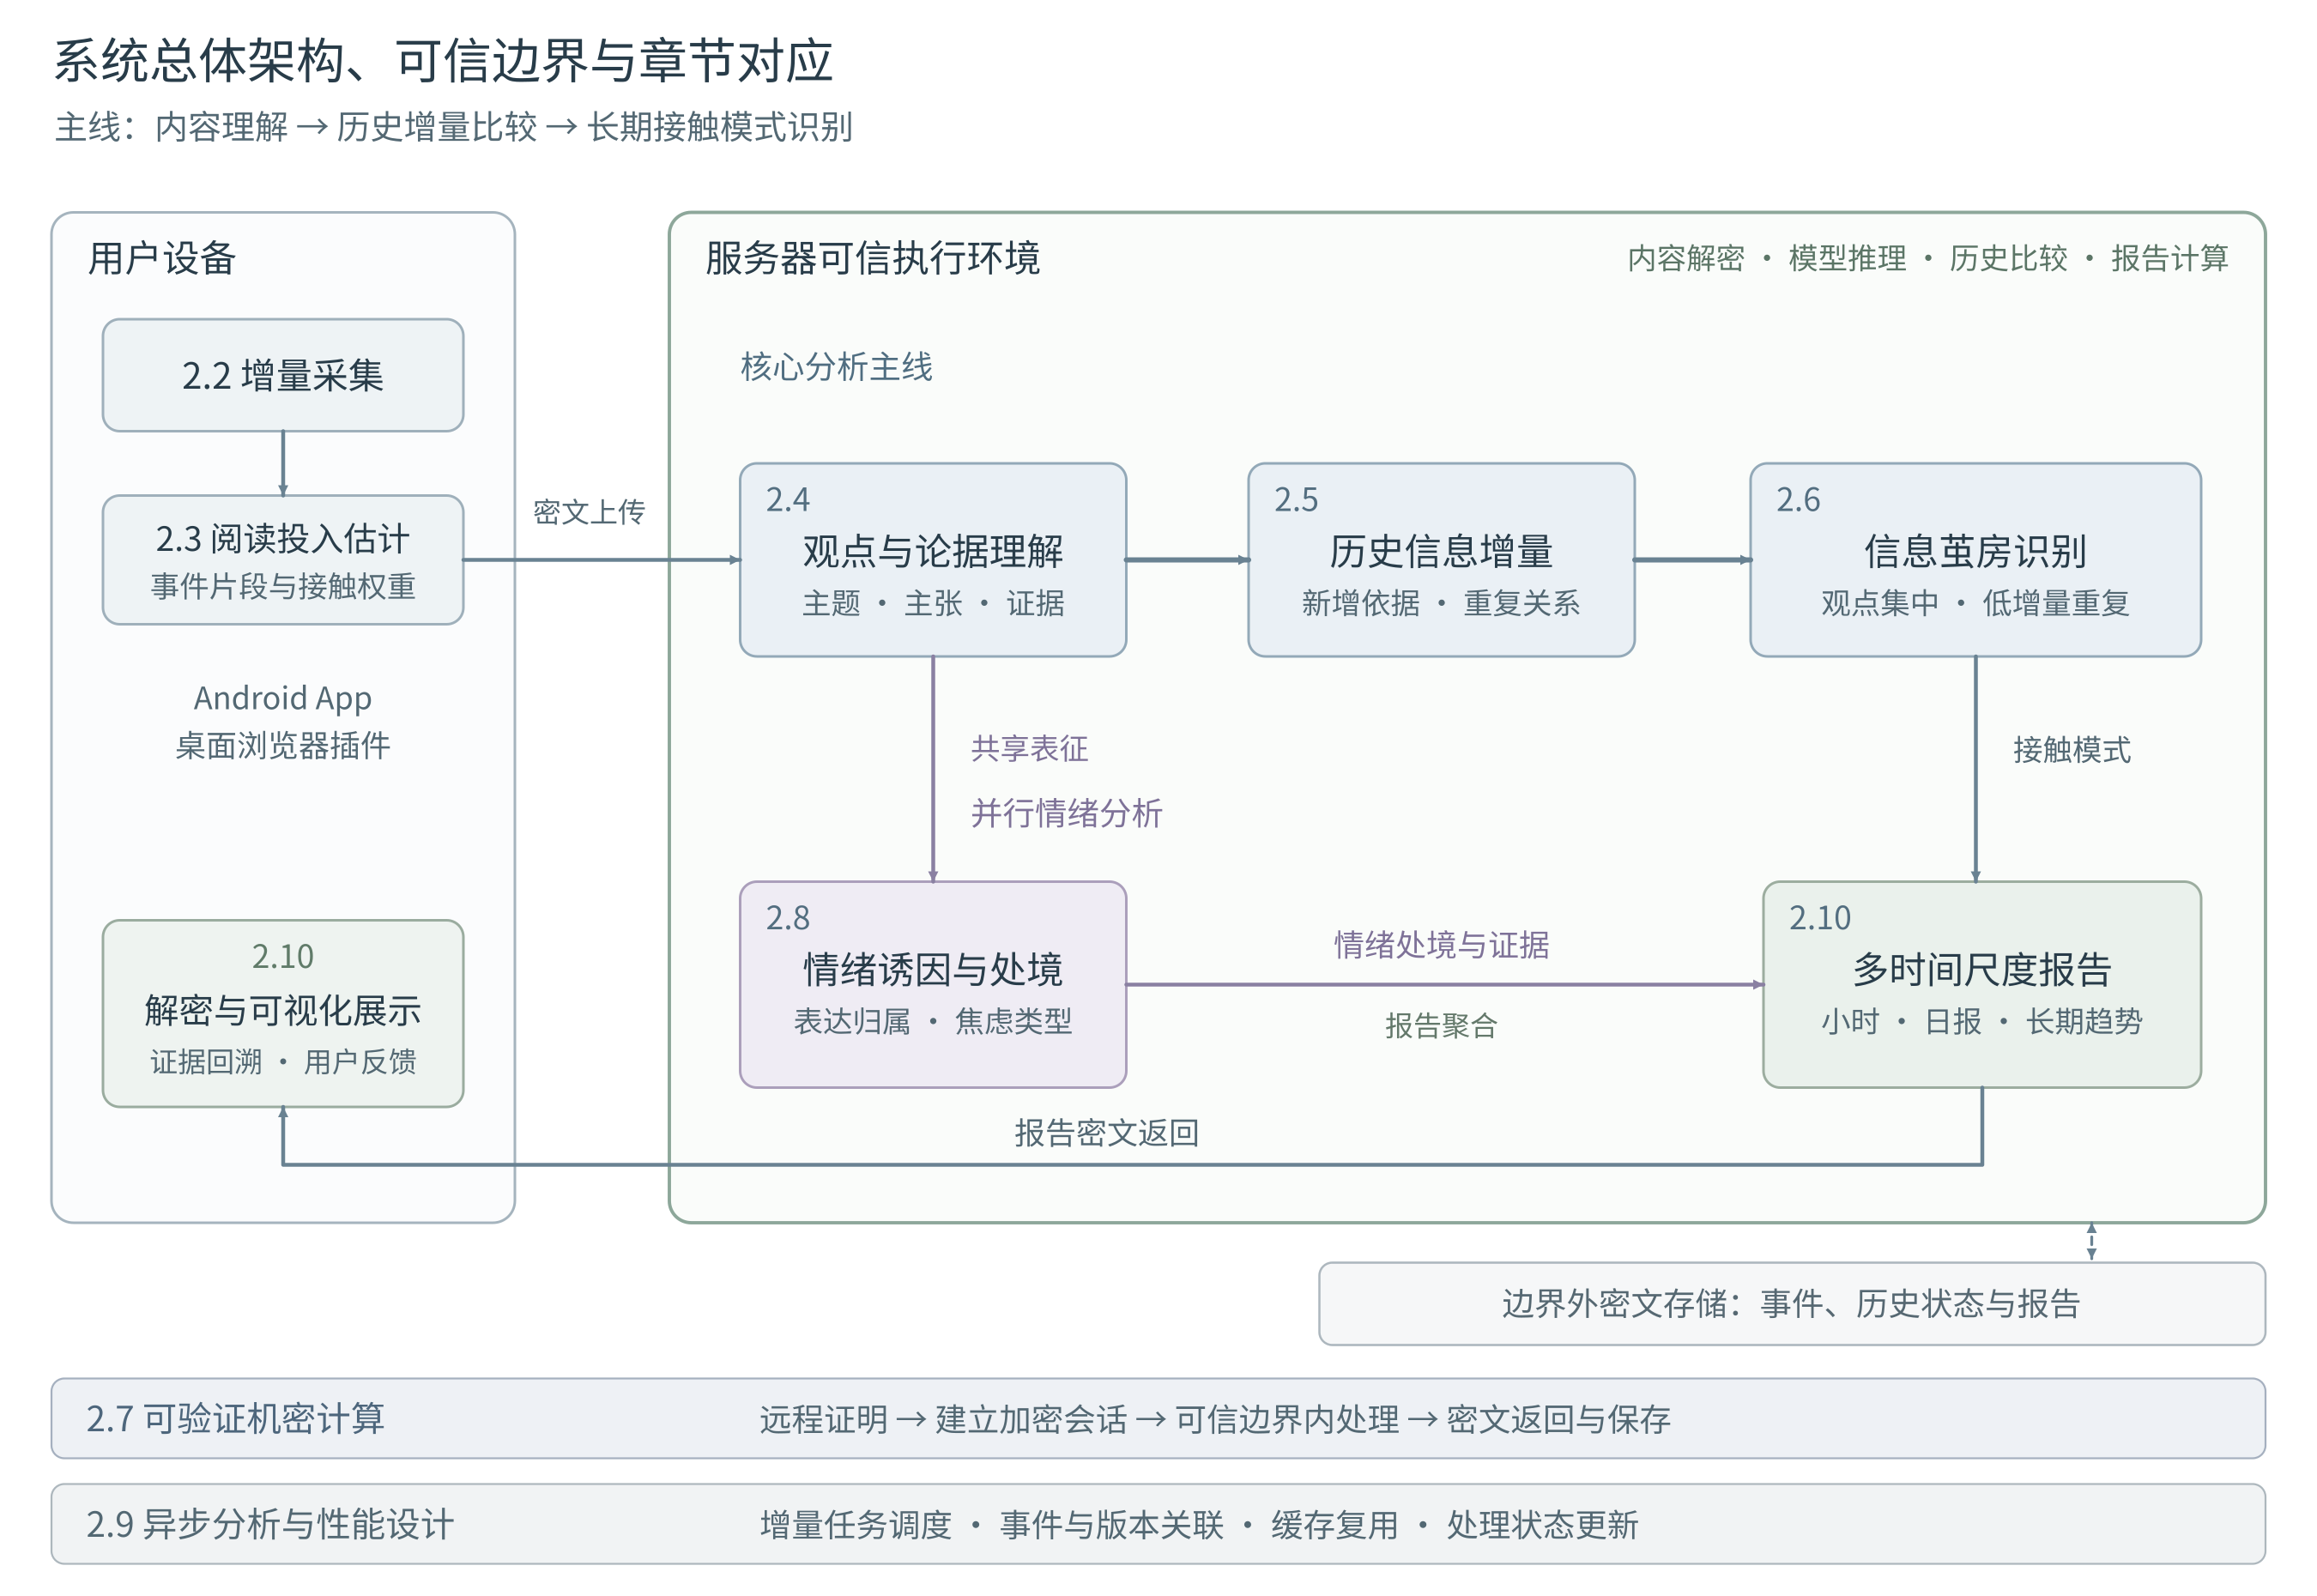 系统总体架构、可信边界与章节对应
主线：内容理解 → 历史增量比较 → 长期接触模式识别
用户设备
2.2 增量采集
2.3 阅读投入估计
事件片段与接触权重
Android App
桌面浏览器插件
2.10
解密与可视化展示
证据回溯 • 用户反馈
密文上传
服务器可信执行环境
内容解密 • 模型推理 • 历史比较 • 报告计算
核心分析主线
2.4
观点与论据理解
主题 • 主张 • 证据
2.5
历史信息增量
新增依据 • 重复关系
2.6
信息茧房识别
观点集中 • 低增量重复
共享表征
并行情绪分析
接触模式
2.8
情绪诱因与处境
表达归属 • 焦虑类型
情绪处境与证据
报告聚合
2.10
多时间尺度报告
小时 • 日报 • 长期趋势
报告密文返回
边界外密文存储：事件、历史状态与报告
2.7 可验证机密计算
远程证明 → 建立加密会话 → 可信边界内处理 → 密文返回与保存
2.9 异步分析与性能设计
增量任务调度 • 事件与版本关联 • 缓存复用 • 处理状态更新